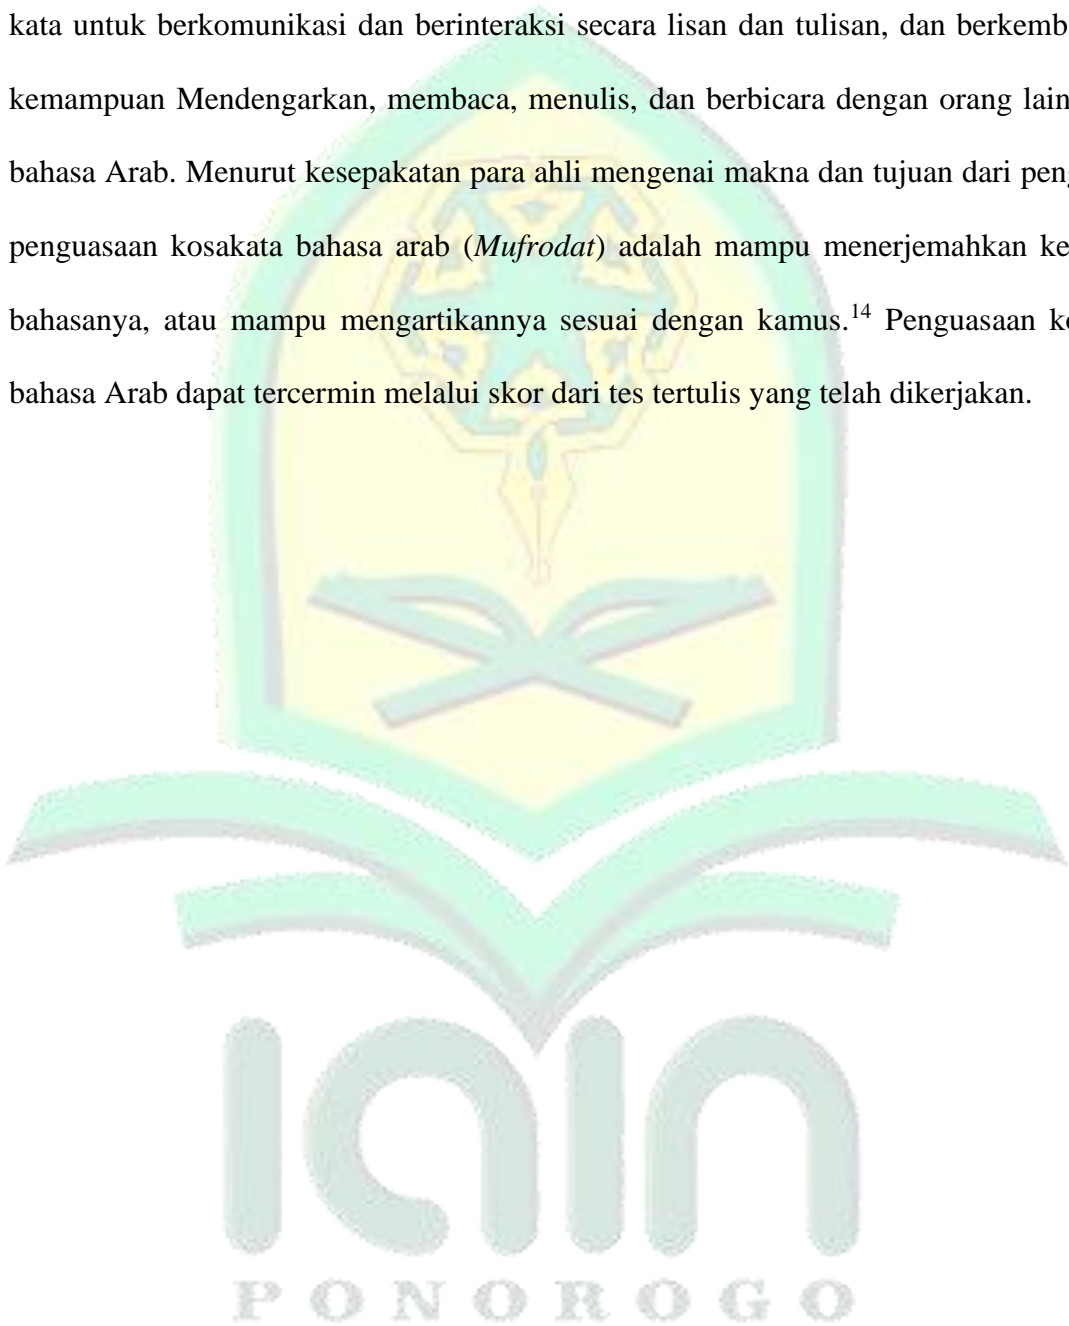 kata untuk berkomunikasi dan berinteraksi secara lisan dan tulisan, dan berkemb
kemampuan Mendengarkan, membaca, menulis, dan berbicara dengan orang lain
bahasa Arab. Menurut kesepakatan para ahli mengenai makna dan tujuan dari peng
penguasaan kosakata bahasa arab (Mufrodat) adalah mampu menerjemahkan ke
bahasanya, atau mampu mengartikannya sesuai dengan kamus.14 Penguasaan ko
bahasa Arab dapat tercermin melalui skor dari tes tertulis yang telah dikerjakan.
iain
PONOROGO